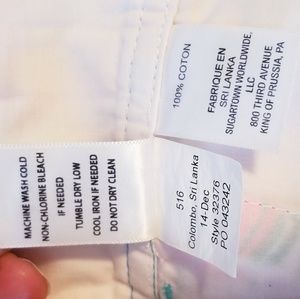 100% COTON
FABRIQUE EN
SRI LANKA
SUGARTOWN WORLDWIDE,
LLC
800 THIRD AVENUE
KING OF PRUSSIA, PA
MACHINE WASH COLD
NON-CHLORINE BLEACH
IF NEEDED
TUMBLE DRY LOW
COOL IRON IF NEEDED
DO NOT DRY CLEAN
516
Colombo, Sri Lanka
14-Dec
Style 32376
PO 043242